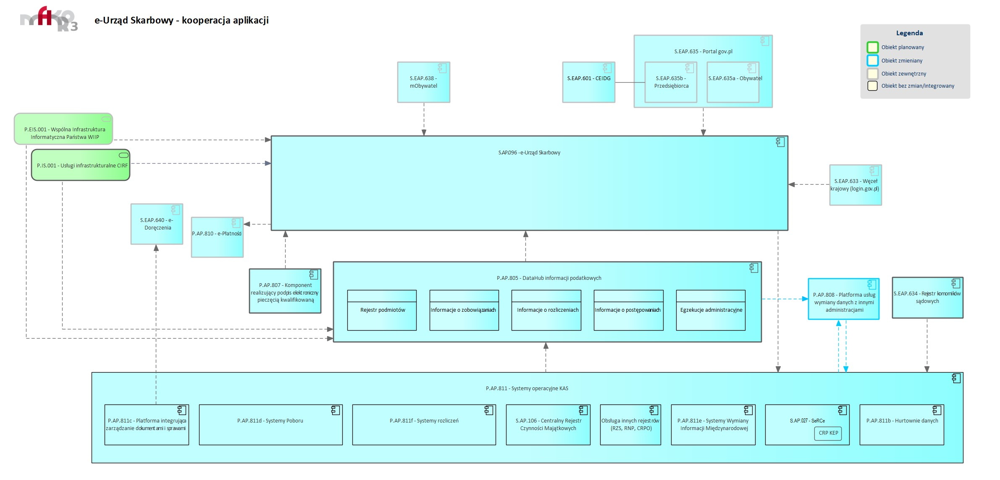 e-Urząd Skarbowy - kooperacja aplikacji
Legenda
Obiekt planowany
Obiekt zmieniany
Obiekt zewnętrzny
Obiekt bez zmian/integrowany
S.EAP.635 - Portal gov.pl
S.EAP.638 -
mObywatel
S.EAP.601 - CEIDG
S.EAP.635b -
Przedsiębiorca
S.EAP.635a - Obywatel
P.EIS.001 - Wspólna Infrastruktura
Informatyczna Państwa WIIP
P.IS.001 - Usługi infrastrukturalne CIRF
S.AP.096 - e-Urząd Skarbowy
S.EAP.633 - Węzeł
krajowy (login.gov.pl)
S.EAP.640 - e-
Doręczenia
P.AP.810 - e-Płatności
P.AP.807 - Komponent
realizujący podpis elektroniczny
pieczęcią kwalifikowaną
P.AP.805 - DataHub informacji podatkowych
Rejestr podmiotów
Informacje o zobowiązaniach
Informacje o rozliczeniach
Informacje o postępowaniach
Egzekucje administracyjne
P.AP.808 - Platforma usług
wymiany danych z innymi
administracjami
S.EAP.634 - Rejestr komorników
sądowych
P.AP.811 - Systemy operacyjne KAS
P.AP.811c - Platforma integrująca
zarządzanie dokumentami i sprawami
P.AP.811d - Systemy Poboru
P.AP.811f - Systemy rozliczeń
S.AP.106 - Centralny Rejestr
Czynności Majątkowych
Obsługa innych rejestrów
(RZS, RNP, CRPO)
P.AP.811e - Systemy Wymiany
Informacji Międzynarodowej
S.AP.027 - SeRCe
CRP KEP
P.AP.811b - Hurtownie danych